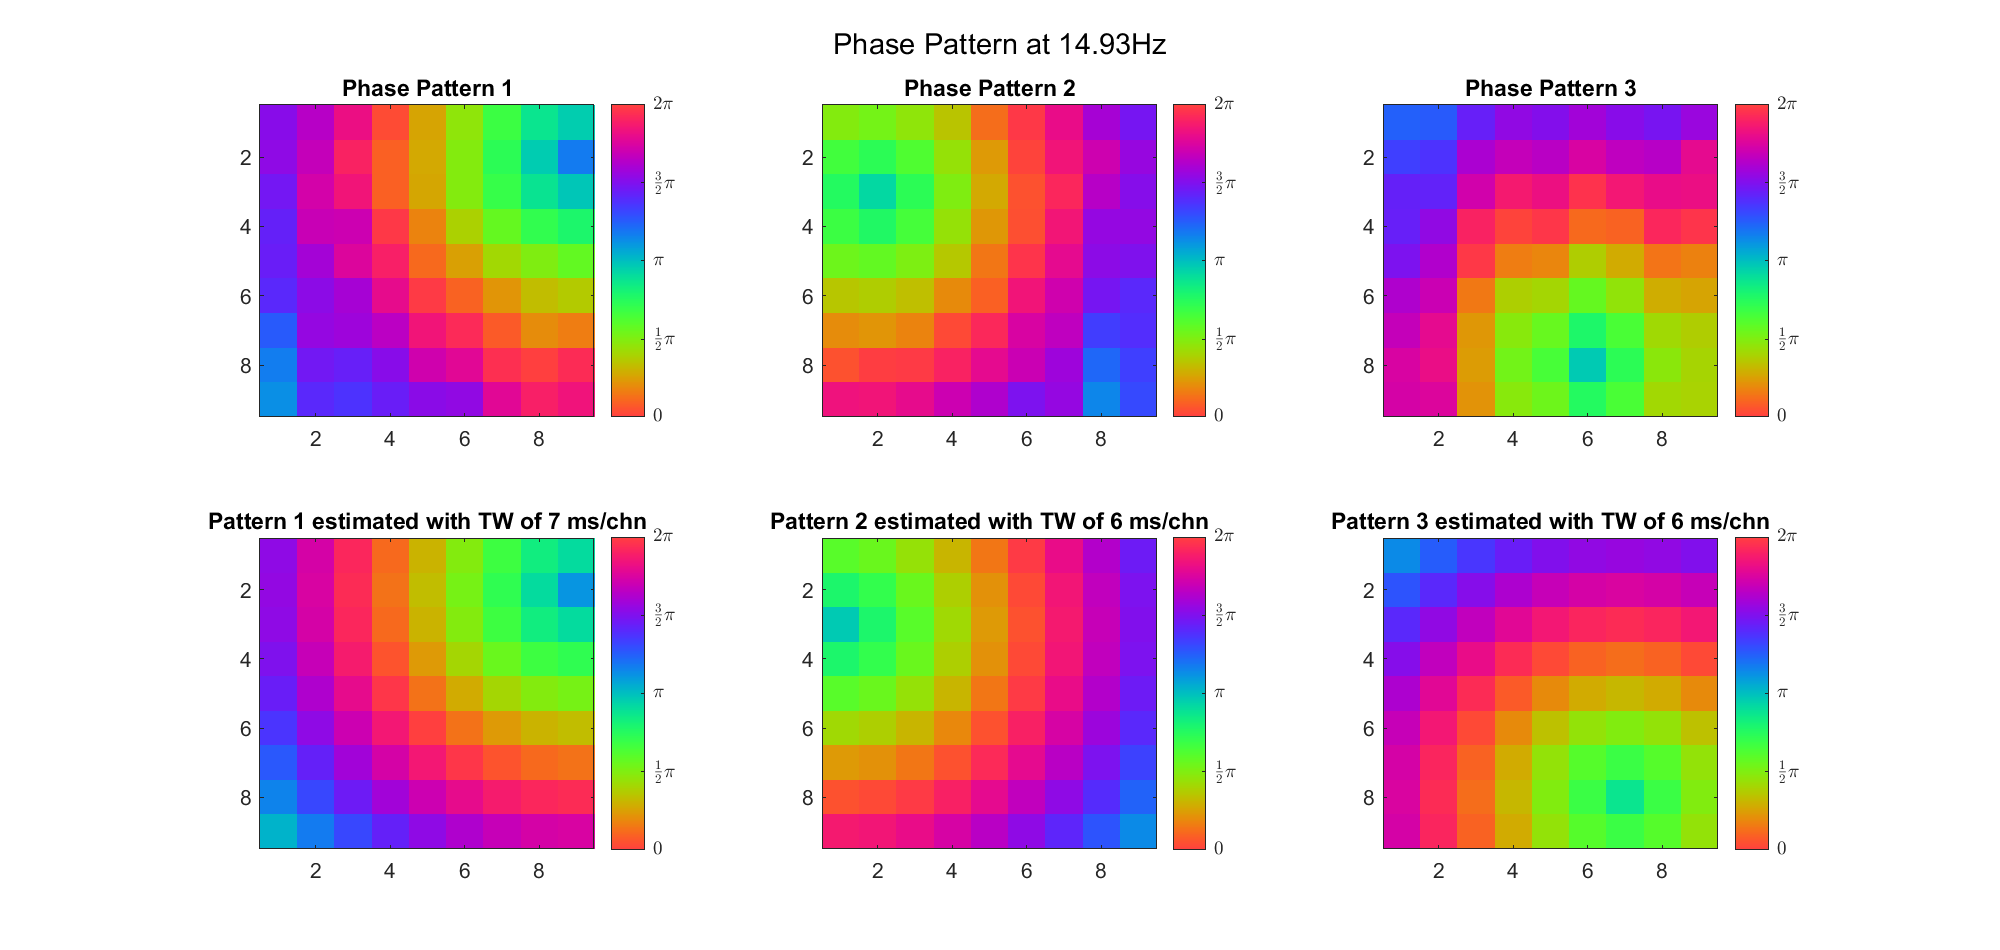 Phase Pattern at 14.93Hz
Phase Pattern 1
2
4
6
8
2
4
6
8
2π
3/2 π
π
1/2 π
0
Phase Pattern 2
2
4
6
8
2
4
6
8
2π
3/2 π
π
1/2 π
0
Phase Pattern 3
2
4
6
8
2
4
6
8
2π
3/2 π
π
1/2 π
0
Pattern 1 estimated with TW of 7 ms/chn
2
4
6
8
2
4
6
8
2π
3/2 π
π
1/2 π
0
Pattern 2 estimated with TW of 6 ms/chn
2
4
6
8
2
4
6
8
2π
3/2 π
π
1/2 π
0
Pattern 3 estimated with TW of 6 ms/chn
2
4
6
8
2
4
6
8
2π
3/2 π
π
1/2 π
0